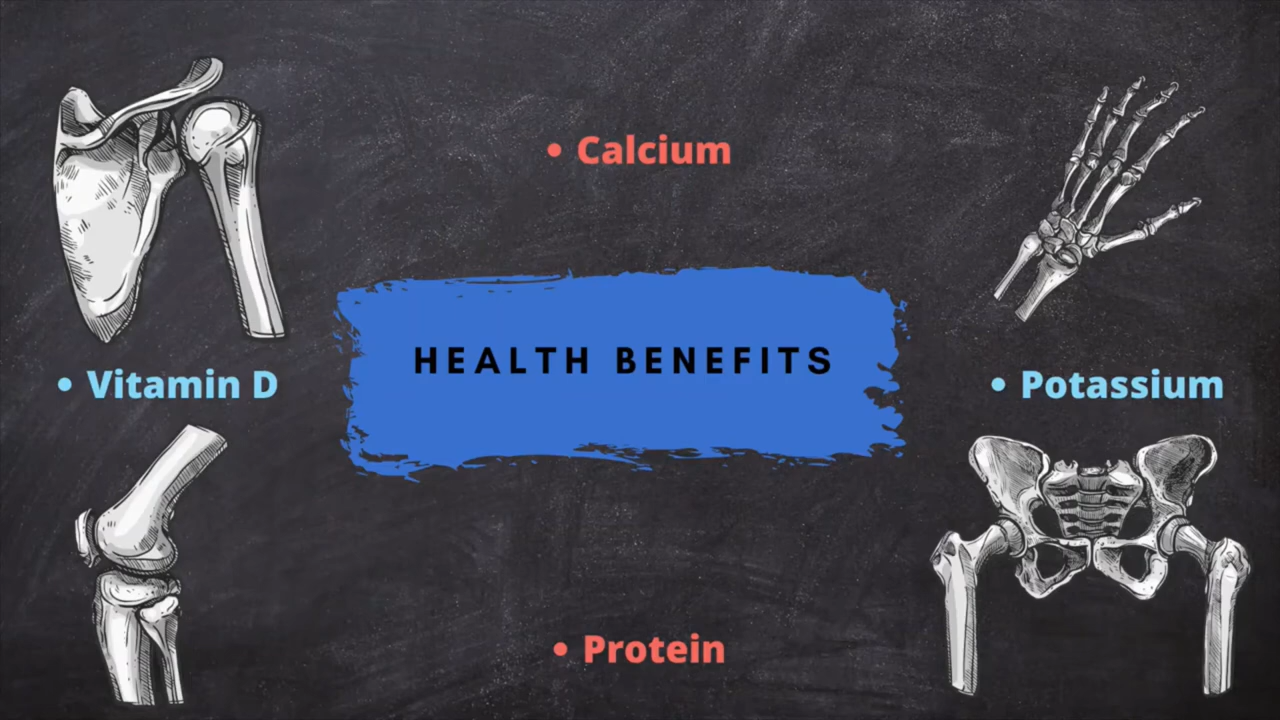 • Calcium
HEALTH BENEFITS
• Vitamin D
• Potassium
• Protein